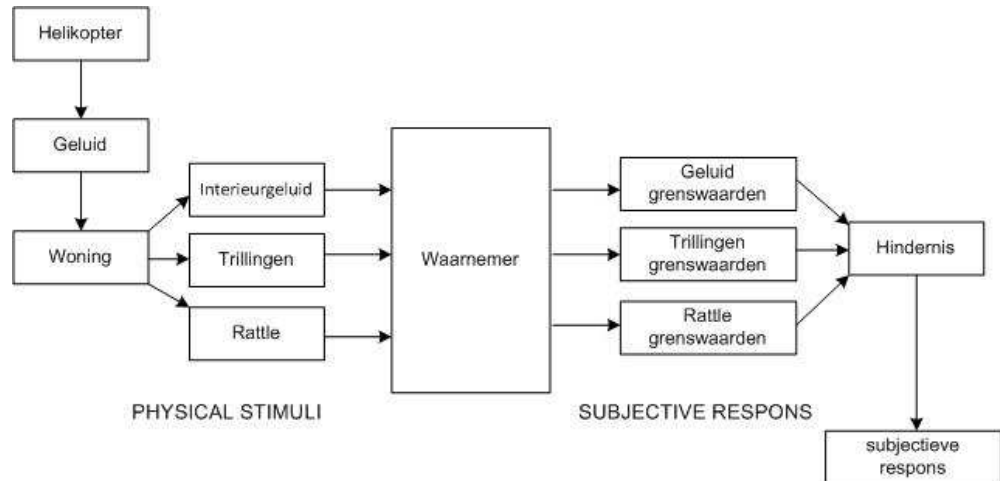 Helikopter
Geluid
Woning
Interieurgeluid
Trillingen
Rattle
Waarnemer
Geluid
grenswaarden
Trillingen
grenswaarden
Rattle
grenswaarden
Hindernis
PHYSICAL STIMULI
SUBJECTIVE RESPONS
subjectieve
respons